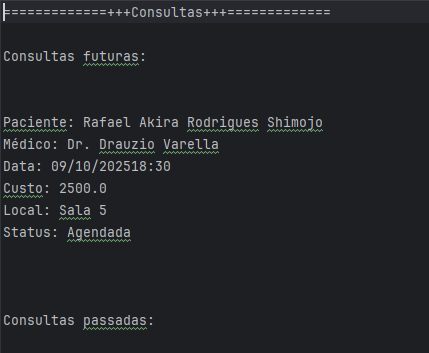 =============+++Consultas+++=============
Consultas futuras:
Paciente: Rafael Akira Rodrigues Shimojo
Médico: Dr. Drauzio Varella
Data: 09/10/202518:30
Custo: 2500.0
Local: Sala 5
Status: Agendada
Consultas passadas: